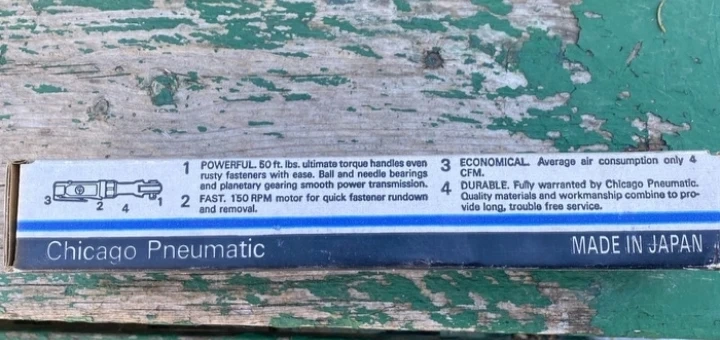 1 POWERFUL. 50 ft. lbs. ultimate torque handles even
rusty fasteners with ease. Ball and needle bearings
and planetary gearing smooth power transmission.
2 FAST. 150 RPM motor for quick fastener rundown
and removal.
3 ECONOMICAL. Average air consumption only 4
CFM.
4 DURABLE. Fully warranted by Chicago Pneumatic.
Quality materials and workmanship combine to pro-
vide long, trouble free service.
3 2 4 1
Chicago Pneumatic
MADE IN JAPAN